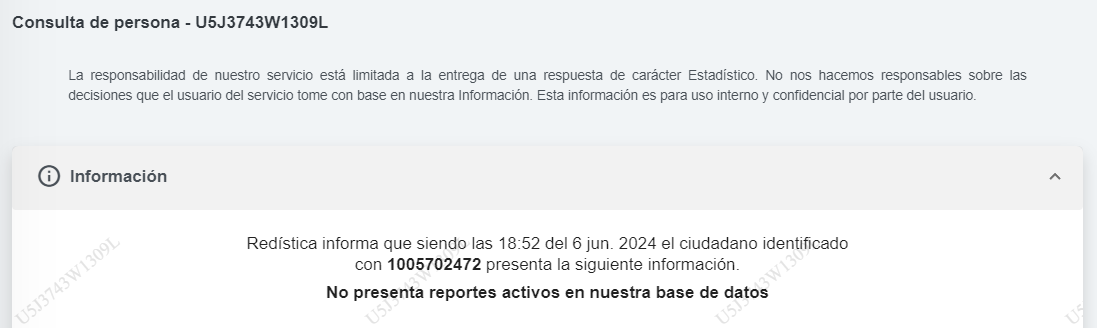 Consulta de persona - U5J3743W1309L
La responsabilidad de nuestro servicio está limitada a la entrega de una respuesta de carácter Estadístico. No nos hacemos responsables sobre las
decisiones que el usuario del servicio tome con base en nuestra Información. Esta información es para uso interno y confidencial por parte del usuario.
Información
Redística informa que siendo las 18:52 del 6 jun. 2024 el ciudadano identificado
con 1005702472 presenta la siguiente información.
No presenta reportes activos en nuestra base de datos
U5J3743W1309L
U5J3743W1309L
U5J3743W1309L
U5